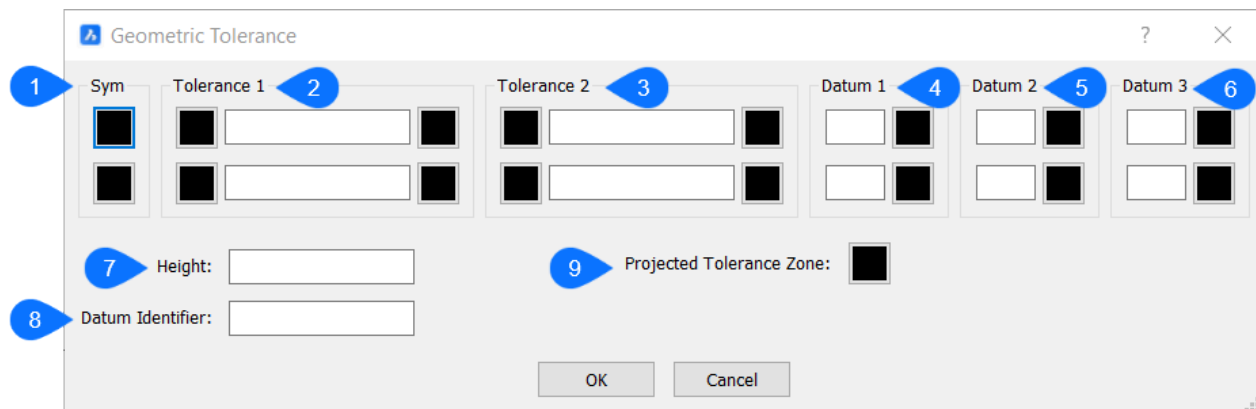 Geometric Tolerance ?
1 Sym Tolerance 1 2 Tolerance 2 3 Datum 1 4 Datum 2 5 Datum 3 6
7 Height: 9 Projected Tolerance Zone:
8 Datum Identifier:
OK Cancel